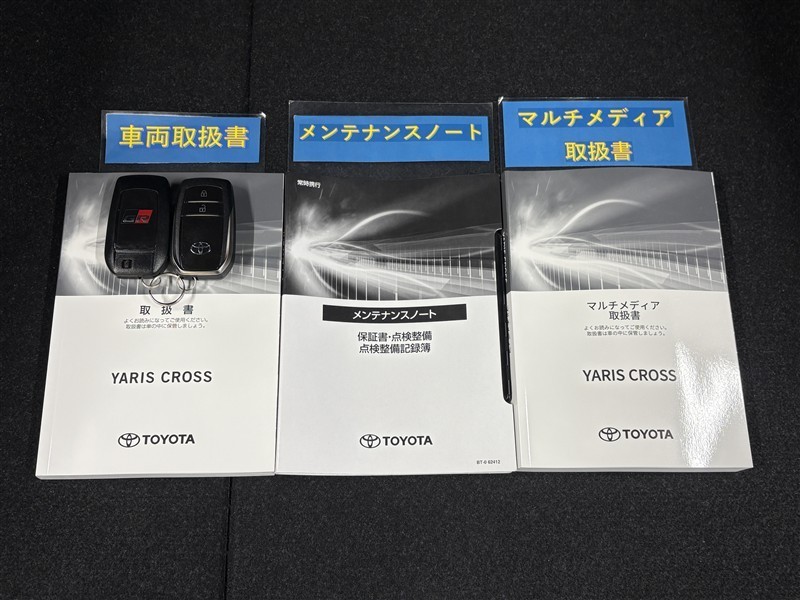 車両取扱書
メンテナンスノート
マルチメディア
取扱書
取扱書
よくお読みになってご使用ください。
取扱書は車の中で保管しましょう。
YARIS CROSS
TOYOTA
常時携行
メンテナンスノート
保証書・点検整備
点検整備記録簿
TOYOTA
マルチメディア
取扱書
よくお読みになってご使用ください。
取扱書は車の中で保管しましょう。
YARIS CROSS
TOYOTA